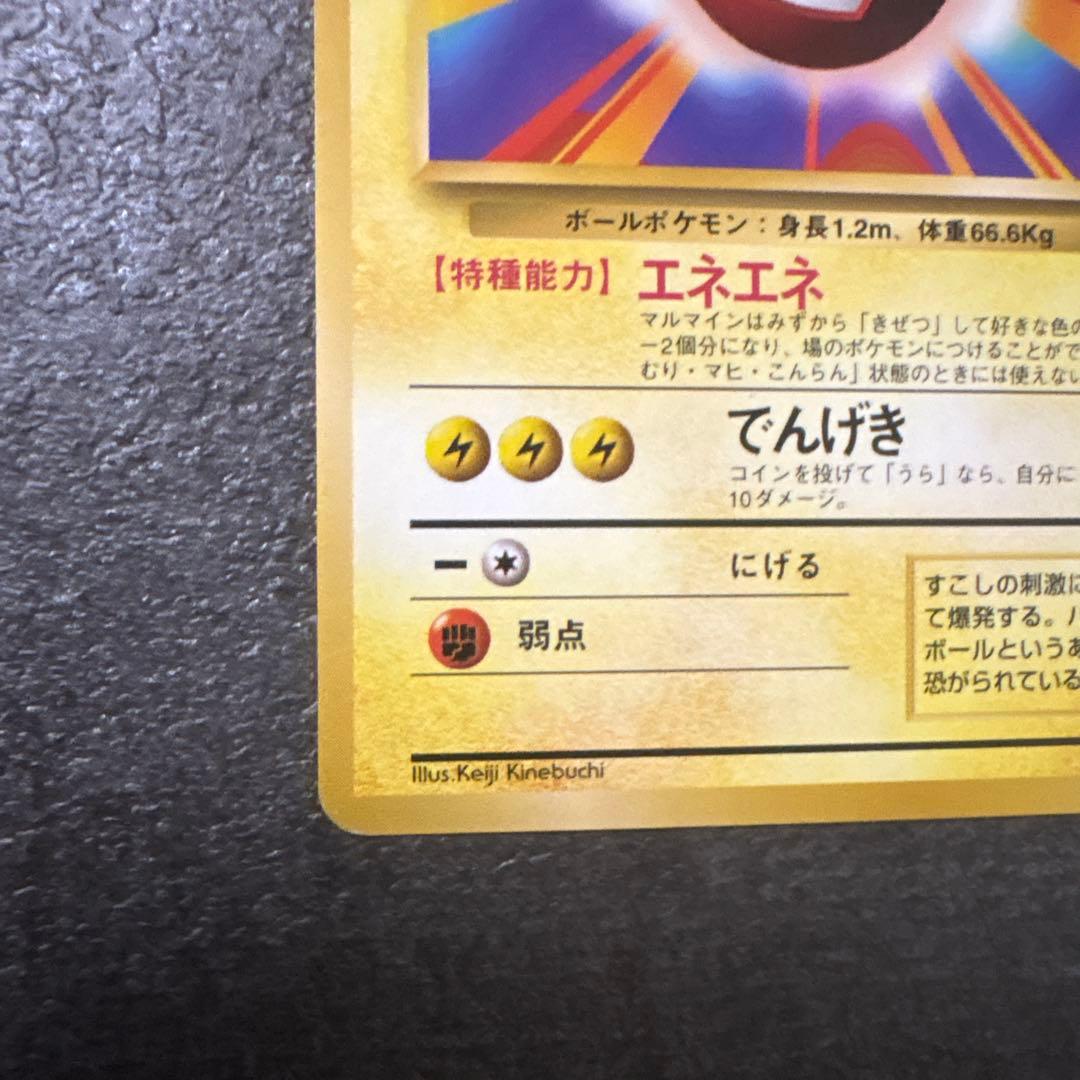 ボールポケモン：身長1.2m、体重66.6Kg
【特種能力】 エネエネ
マルマインはみずから「きぜつ」して好きな色の
ー2個分になり、場のポケモンにつけることがで
むり・マヒ・こんらん」状態のときには使えない
でんげき
コインを投げて「うら」なら、自分に
10ダメージ。
ー にげる
弱点
すこしの刺激に
て爆発する。
ボールというあ
恐がられている
Illus.Keiji Kinebuchi